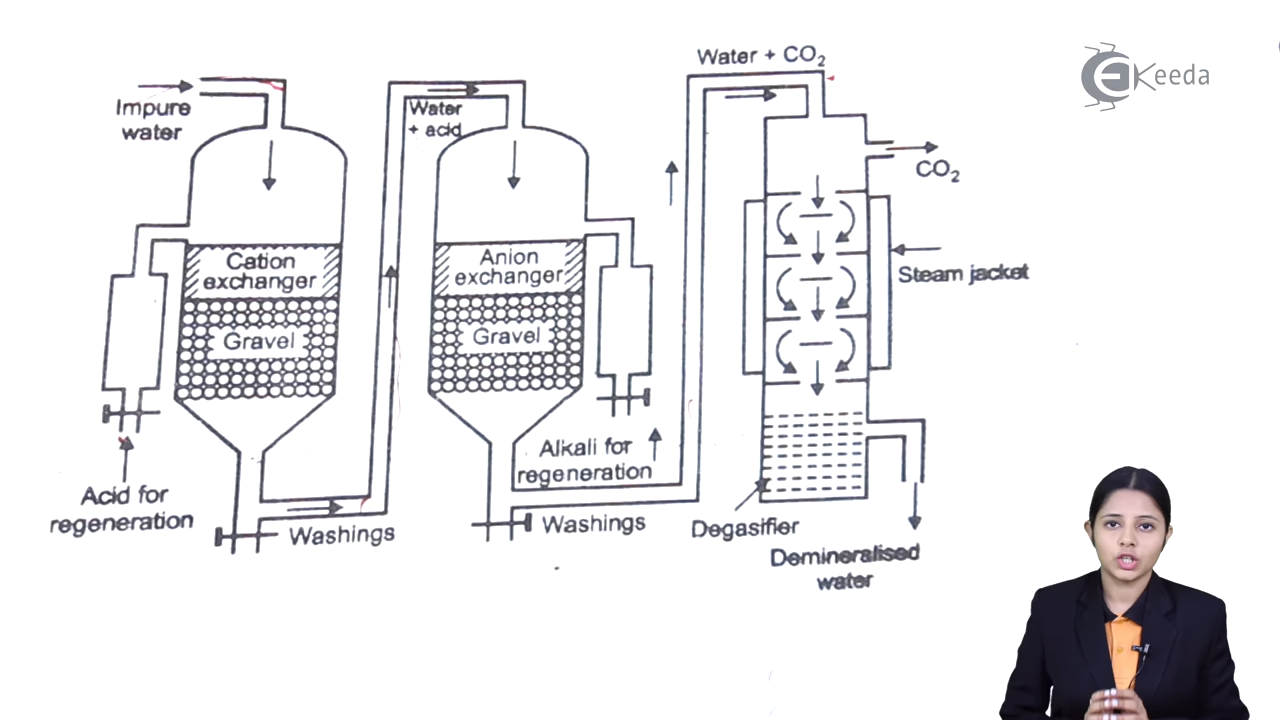 Water + CO₂
EKeeda
Impure
water
Water
+ acid
CO₂
Cation
exchanger
Anion
exchanger
Steam jacket
Gravel
Gravel
Alkali for
regeneration
Acid for
regeneration
Washings
Washings
Degasifier
Demineralised
water